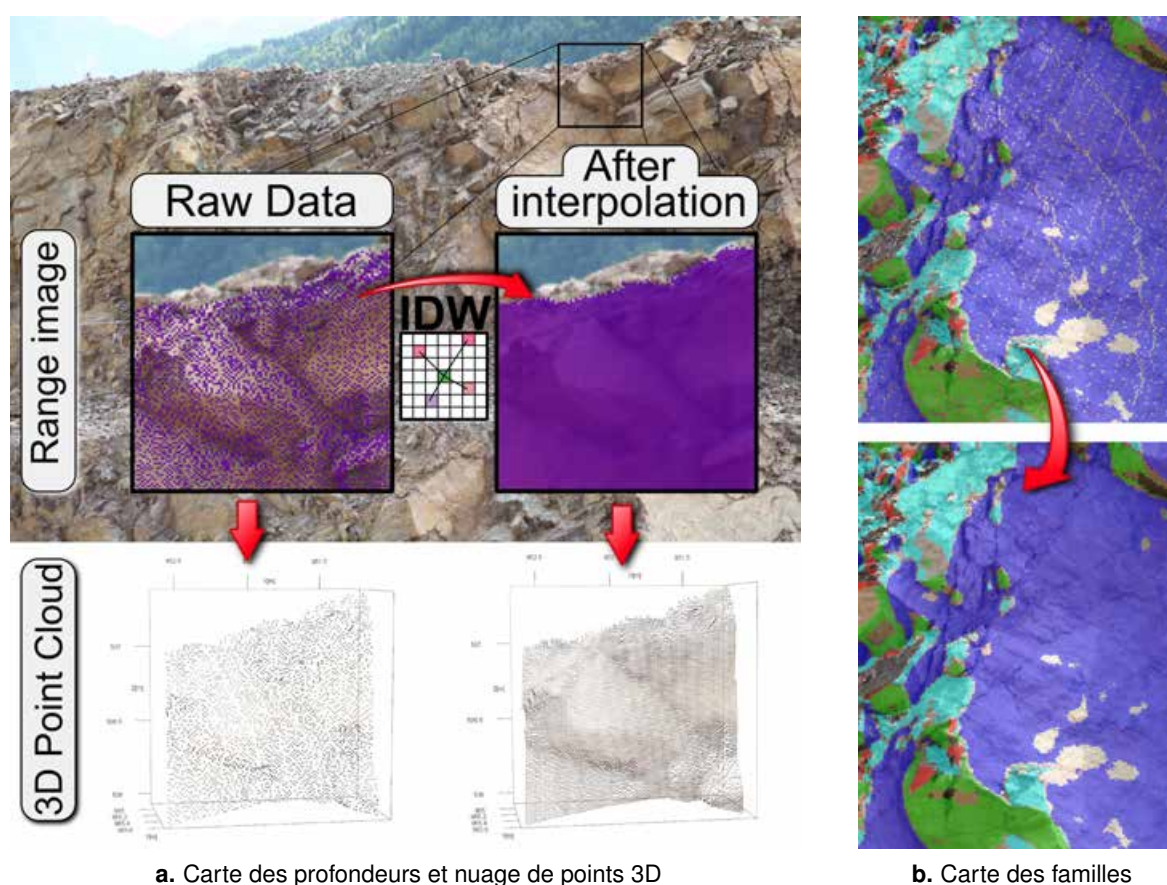 Raw Data
After
interpolation
Range image
IDW
3D Point Cloud
a. Carte des profondeurs et nuage de points 3D
b. Carte des familles